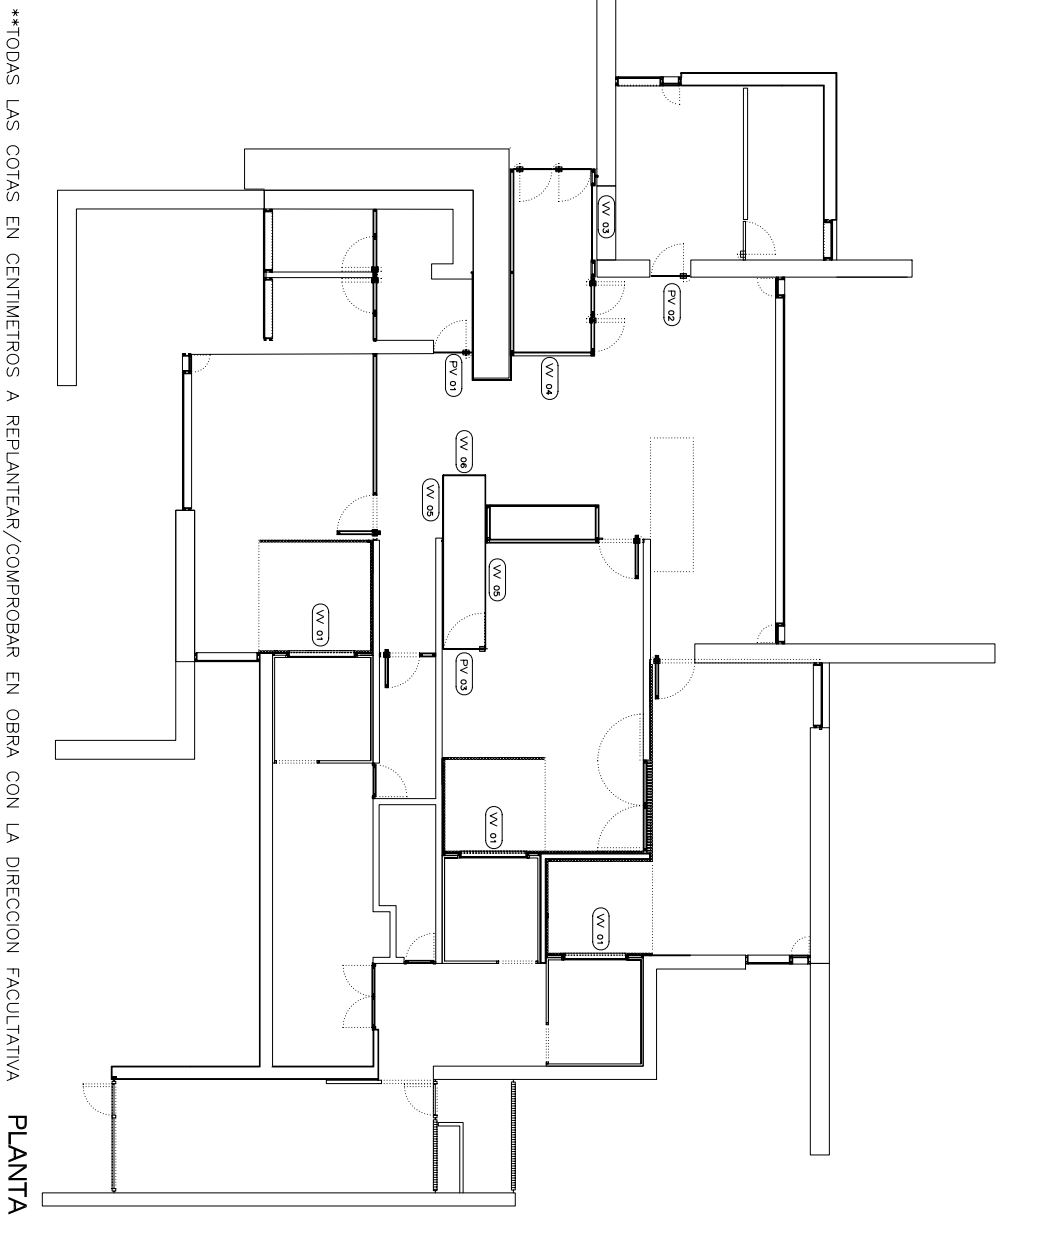 VV 03
PV 02
PV 01
VV 04
VV 06
VV 05
VV 05
VV 01
PV 03
VV 01
VV 01
**TODAS LAS COTAS EN CENTIMETROS A REPLANTEAR/COMPROBAR EN OBRA CON LA DIRECCION FACULTATIVA
PLANTA